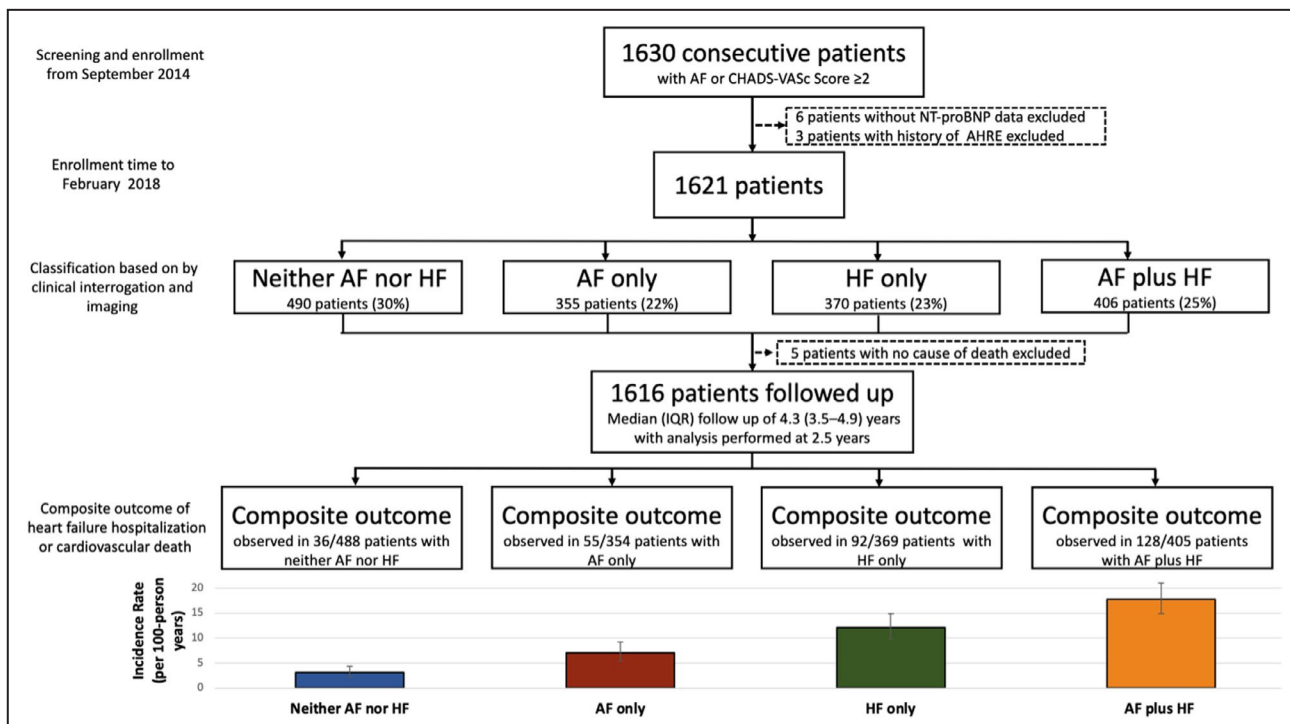 Screening and enrollment
from September 2014
1630 consecutive patients
with AF or CHADS-VASc Score ≥2
6 patients without NT-proBNP data excluded
3 patients with history of AHRE excluded
Enrollment time to
February 2018
1621 patients
Classification based on by
clinical interrogation and
imaging
Neither AF nor HF
490 patients (30%)
AF only
355 patients (22%)
HF only
370 patients (23%)
AF plus HF
406 patients (25%)
5 patients with no cause of death excluded
1616 patients followed up
Median (IQR) follow up of 4.3 (3.5–4.9) years
with analysis performed at 2.5 years
Composite outcome of
heart failure hospitalization
or cardiovascular death
Composite outcome
observed in 36/488 patients with
neither AF nor HF
Composite outcome
observed in 55/354 patients with
AF only
Composite outcome
observed in 92/369 patients with
HF only
Composite outcome
observed in 128/405 patients
with AF plus HF
Incidence Rate
(per 100-person
years)
20
15
10
5
0
Neither AF nor HF
AF only
HF only
AF plus HF